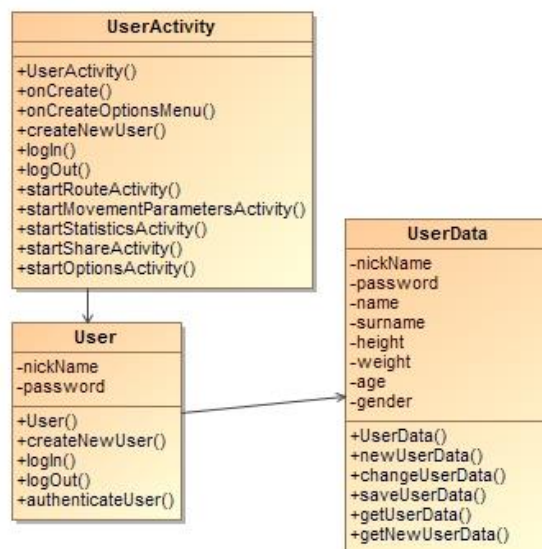 UserActivity
+UserActivity()
+onCreate()
+onCreateOptionsMenu()
+createNewUser()
+logIn()
+logOut()
+startRouteActivity()
+startMovementParametersActivity()
+startStatisticsActivity()
+startShareActivity()
+startOptionsActivity()
User
-nickName
-password
+User()
+createNewUser()
+logIn()
+logOut()
+authenticateUser()
UserData
-nickName
-password
-name
-surname
-height
-weight
-age
-gender
+UserData()
+newUserData()
+changeUserData()
+saveUserData()
+getUserData()
+getNewUserData()